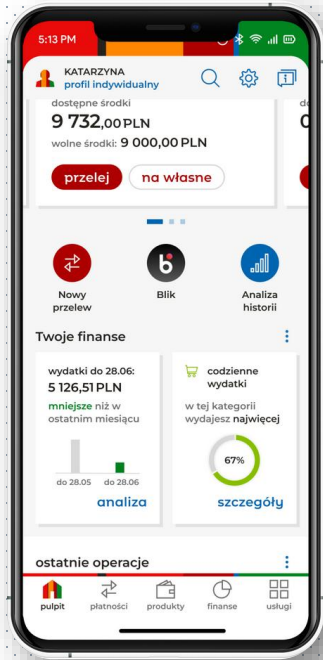 5:13 PM
KATARZYNA
profil indywidualny
dostępne środki
9 732,00 PLN
wolne środki: 9 000,00 PLN
przelej
na własne
Nowy
przelew
Blik
Analiza
historii
Twoje finanse
wydatki do 28.06:
5 126,51 PLN
mniejsze niż w
ostatnim miesiącu
do 28.05
do 28.06
analiza
codzienne
wydatki
w tej kategorii
wydajesz najwięcej
67%
szczegóły
ostatnie operacje
pulpit
płatności
produkty
finanse
usługi